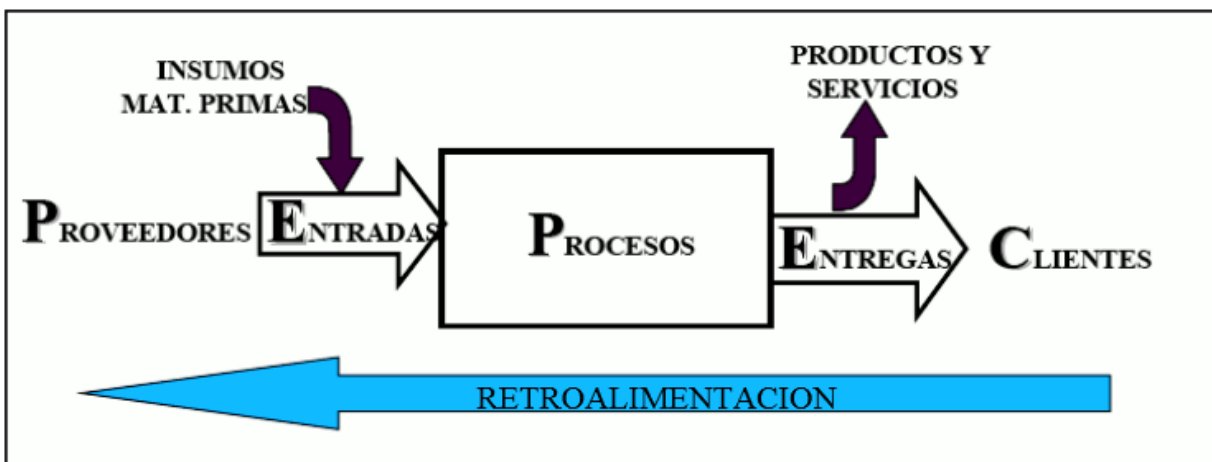 INSUMOS
MAT. PRIMAS
PRODUCTOS Y
SERVICIOS
PROVEEDORES
ENTRADAS
PROCESOS
ENTREGAS
CLIENTES
RETROALIMENTACION